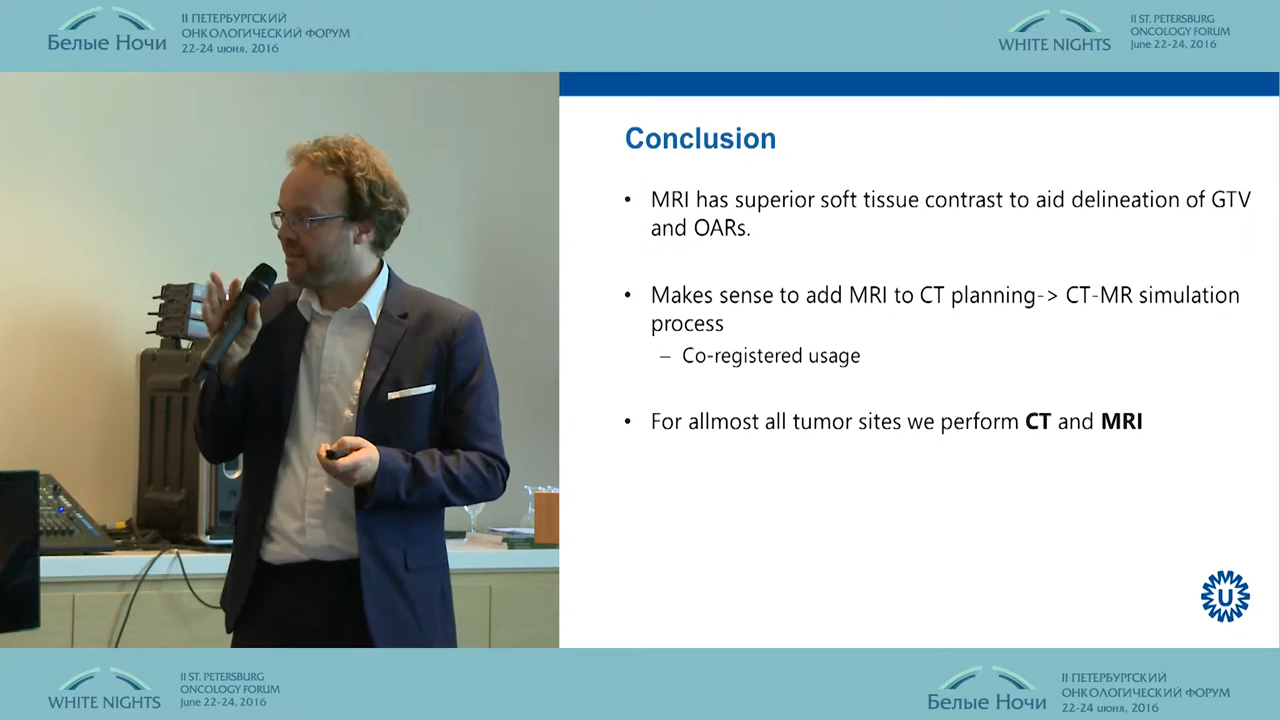 II ПЕТЕРБУРГСКИЙ
ОНКОЛОГИЧЕСКИЙ ФОРУМ
22-24 июня, 2016
Белые Ночи
II ST. PETERSBURG
ONCOLOGY FORUM
June 22-24, 2016
WHITE NIGHTS
Conclusion
• MRI has superior soft tissue contrast to aid delineation of GTV
and OARs.
• Makes sense to add MRI to CT planning-> CT-MR simulation
process
– Co-registered usage
• For allmost all tumor sites we perform CT and MRI
U
II ST. PETERSBURG
ONCOLOGY FORUM
June 22-24, 2016
WHITE NIGHTS
II ПЕТЕРБУРГСКИЙ
ОНКОЛОГИЧЕСКИЙ ФОРУМ
22-24 июня, 2016
Белые Ночи